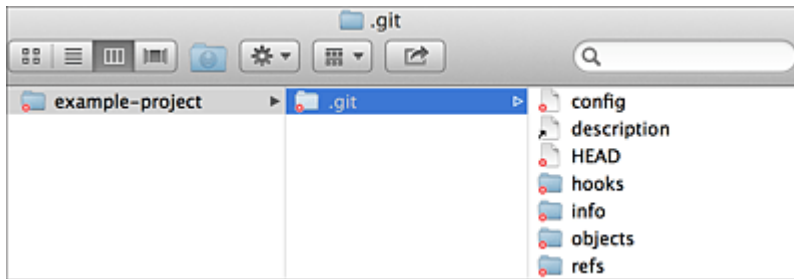 .git
example-project
.git
config
description
HEAD
hooks
info
objects
refs